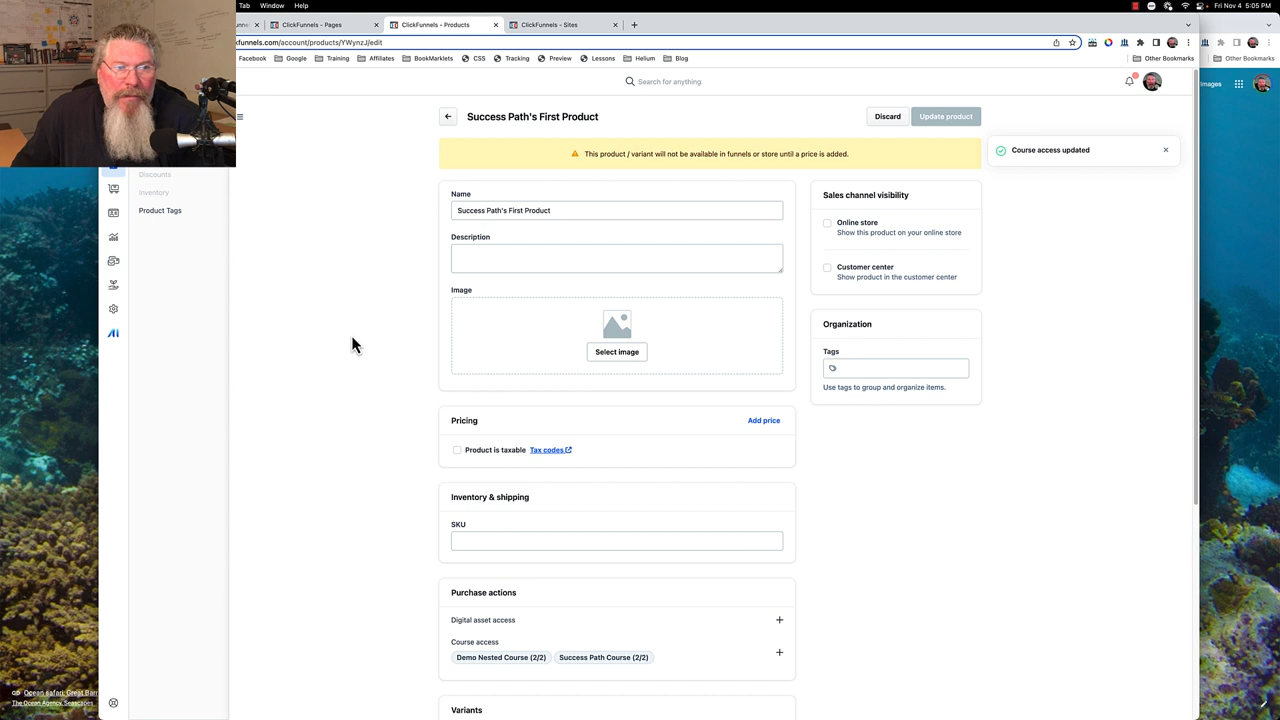 Tab Window Help
Fri Nov 4 5:05 PM
ClickFunnels - Pages
ClickFunnels - Products
ClickFunnels - Sites
kfunnels.com/account/products/YWynzJ/edit
Facebook Google Training Affiliates BookMarklets CSS Tracking Preview Lessons Helium Blog Other Bookmarks Other Bookmarks
Search for anything
Images
Success Path's First Product
Discard
Update product
This product / variant will not be available in funnels or store until a price is added.
Course access updated
Discounts
Inventory
Product Tags
Name
Success Path's First Product
Description
Image
Select image
Sales channel visibility
Online store
Show this product on your online store
Customer center
Show product in the customer center
Organization
Tags
Use tags to group and organize items.
Pricing
Add price
Product is taxable Tax codes
Inventory & shipping
SKU
Purchase actions
Digital asset access
Course access
Demo Nested Course (2/2) Success Path Course (2/2)
Variants
Ocean safari, Great Barr
The Ocean Agency, Seascapes